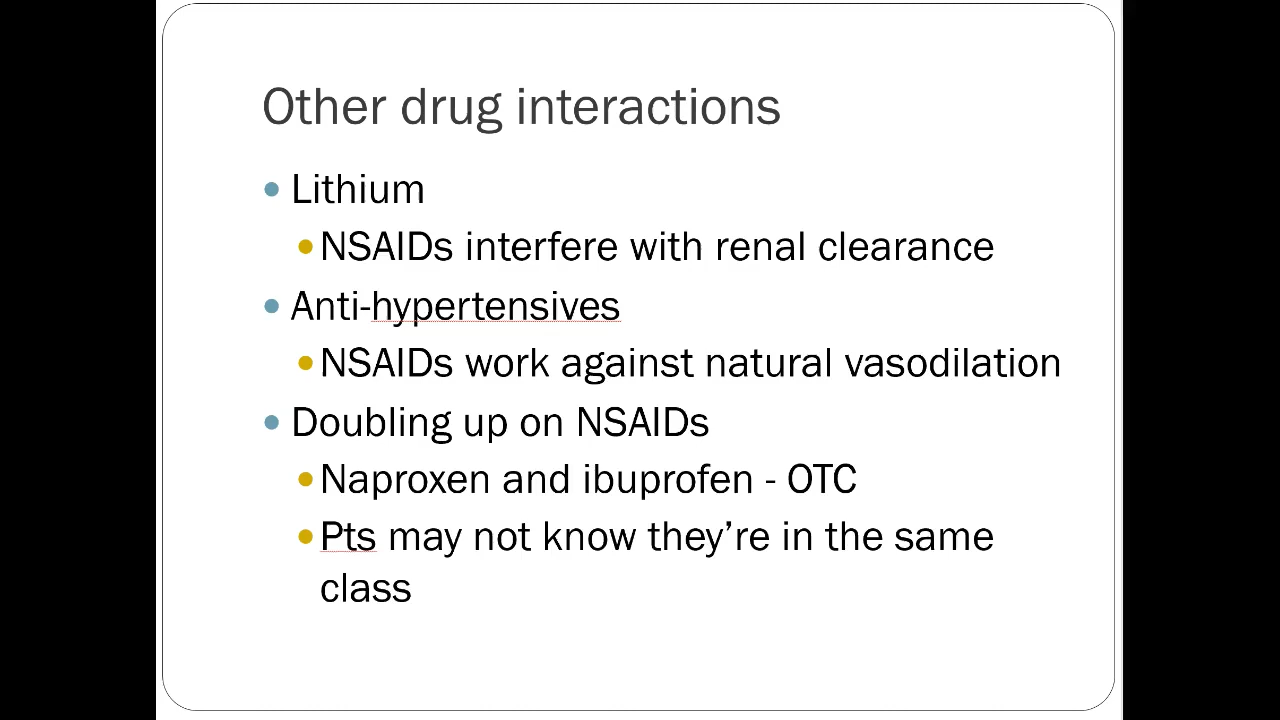 Other drug interactions
• Lithium
• NSAIDs interfere with renal clearance
• Anti-hypertensives
• NSAIDs work against natural vasodilation
• Doubling up on NSAIDs
• Naproxen and ibuprofen - OTC
• Pts may not know they’re in the same
class